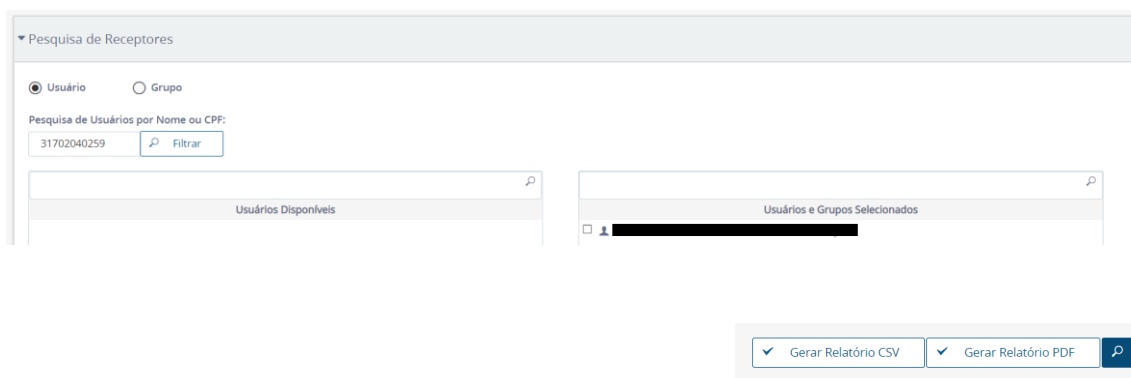 Pesquisa de Receptores
Usuário Grupo
Pesquisa de Usuários por Nome ou CPF:
31702040259 Filtrar
Usuários Disponíveis Usuários e Grupos Selecionados
Gerar Relatório CSV Gerar Relatório PDF